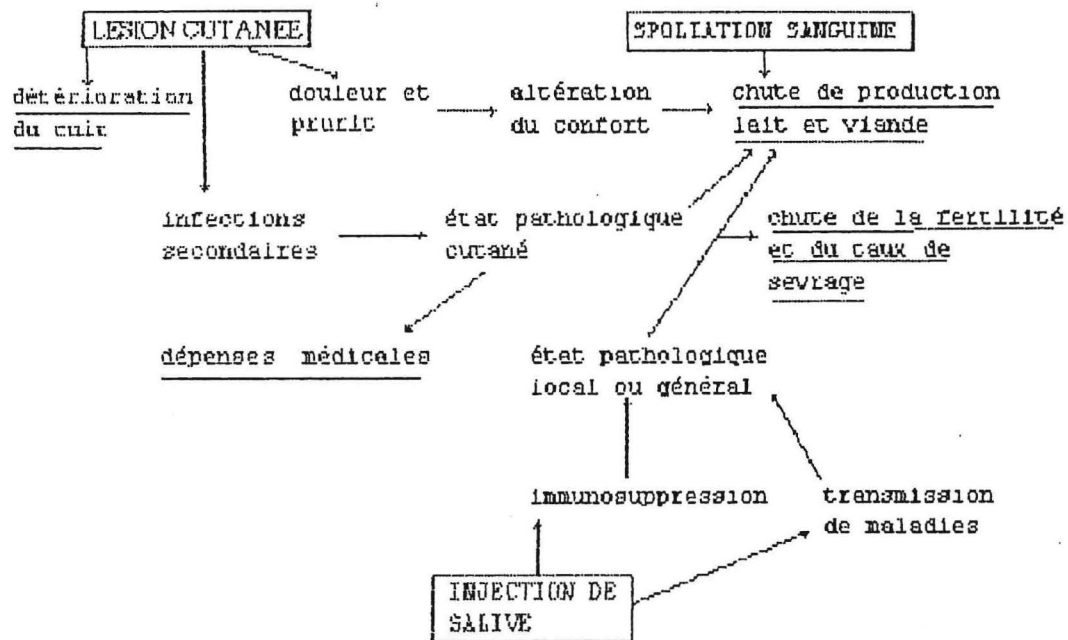 LESION CUTANEE
SPOLIATION SANGUINE
détérioration
du cuir
douleur et
prurit
altération
du confort
chute de production
lait et viande
infections
secondaires
état pathologique
cutané
chute de la fertilité
et du taux de
sevrage
dépenses médicales
état pathologique
local ou général
immunosuppression
transmission
de maladies
INJECTION DE
SALIVE